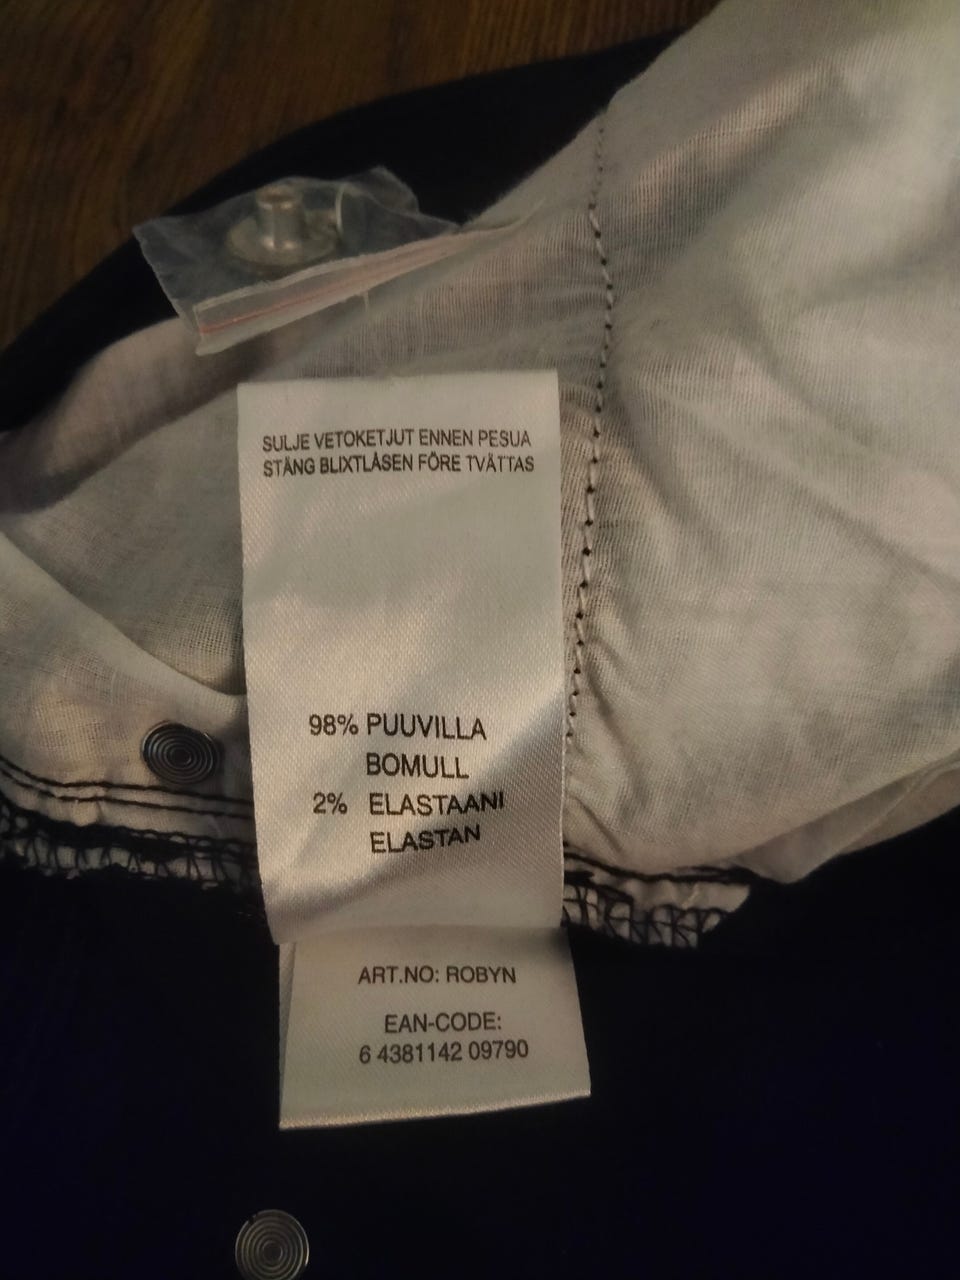 SULJE VETOKETJUT ENNEN PESUA
STÄNG BLIXTLÅSEN FÖRE TVÄTTAS
98% PUUVILLA
BOMULL
2% ELASTAANI
ELASTAN
ART.NO: ROBYN
EAN-CODE:
6 4381142 09790